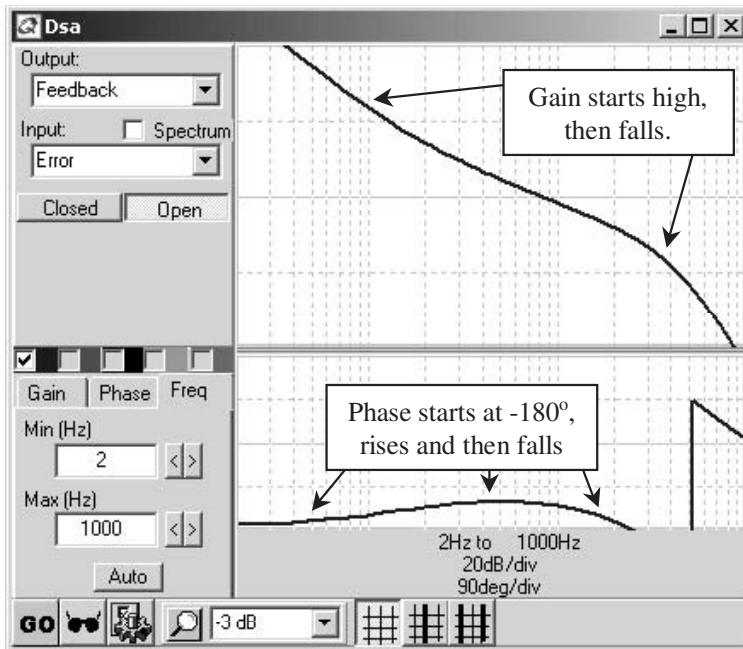 Dsa
Output:
Feedback
Input:
Spectrum
Error
Closed
Open
Gain starts high,
then falls.
Gain
Phase
Freq
Min (Hz)
2
< >
Max (Hz)
1000
< >
Auto
Phase starts at -180°,
rises and then falls
2Hz to 1000Hz
20dB/div
90deg/div
GO
-3 dB